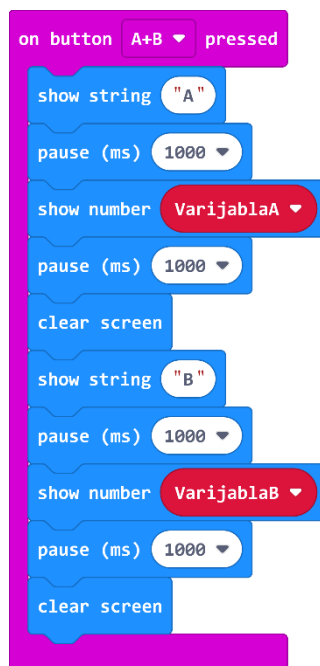 on button A+B pressed
show string "A"
pause (ms) 1000
show number VarijablaA
pause (ms) 1000
clear screen
show string "B"
pause (ms) 1000
show number VarijablaB
pause (ms) 1000
clear screen